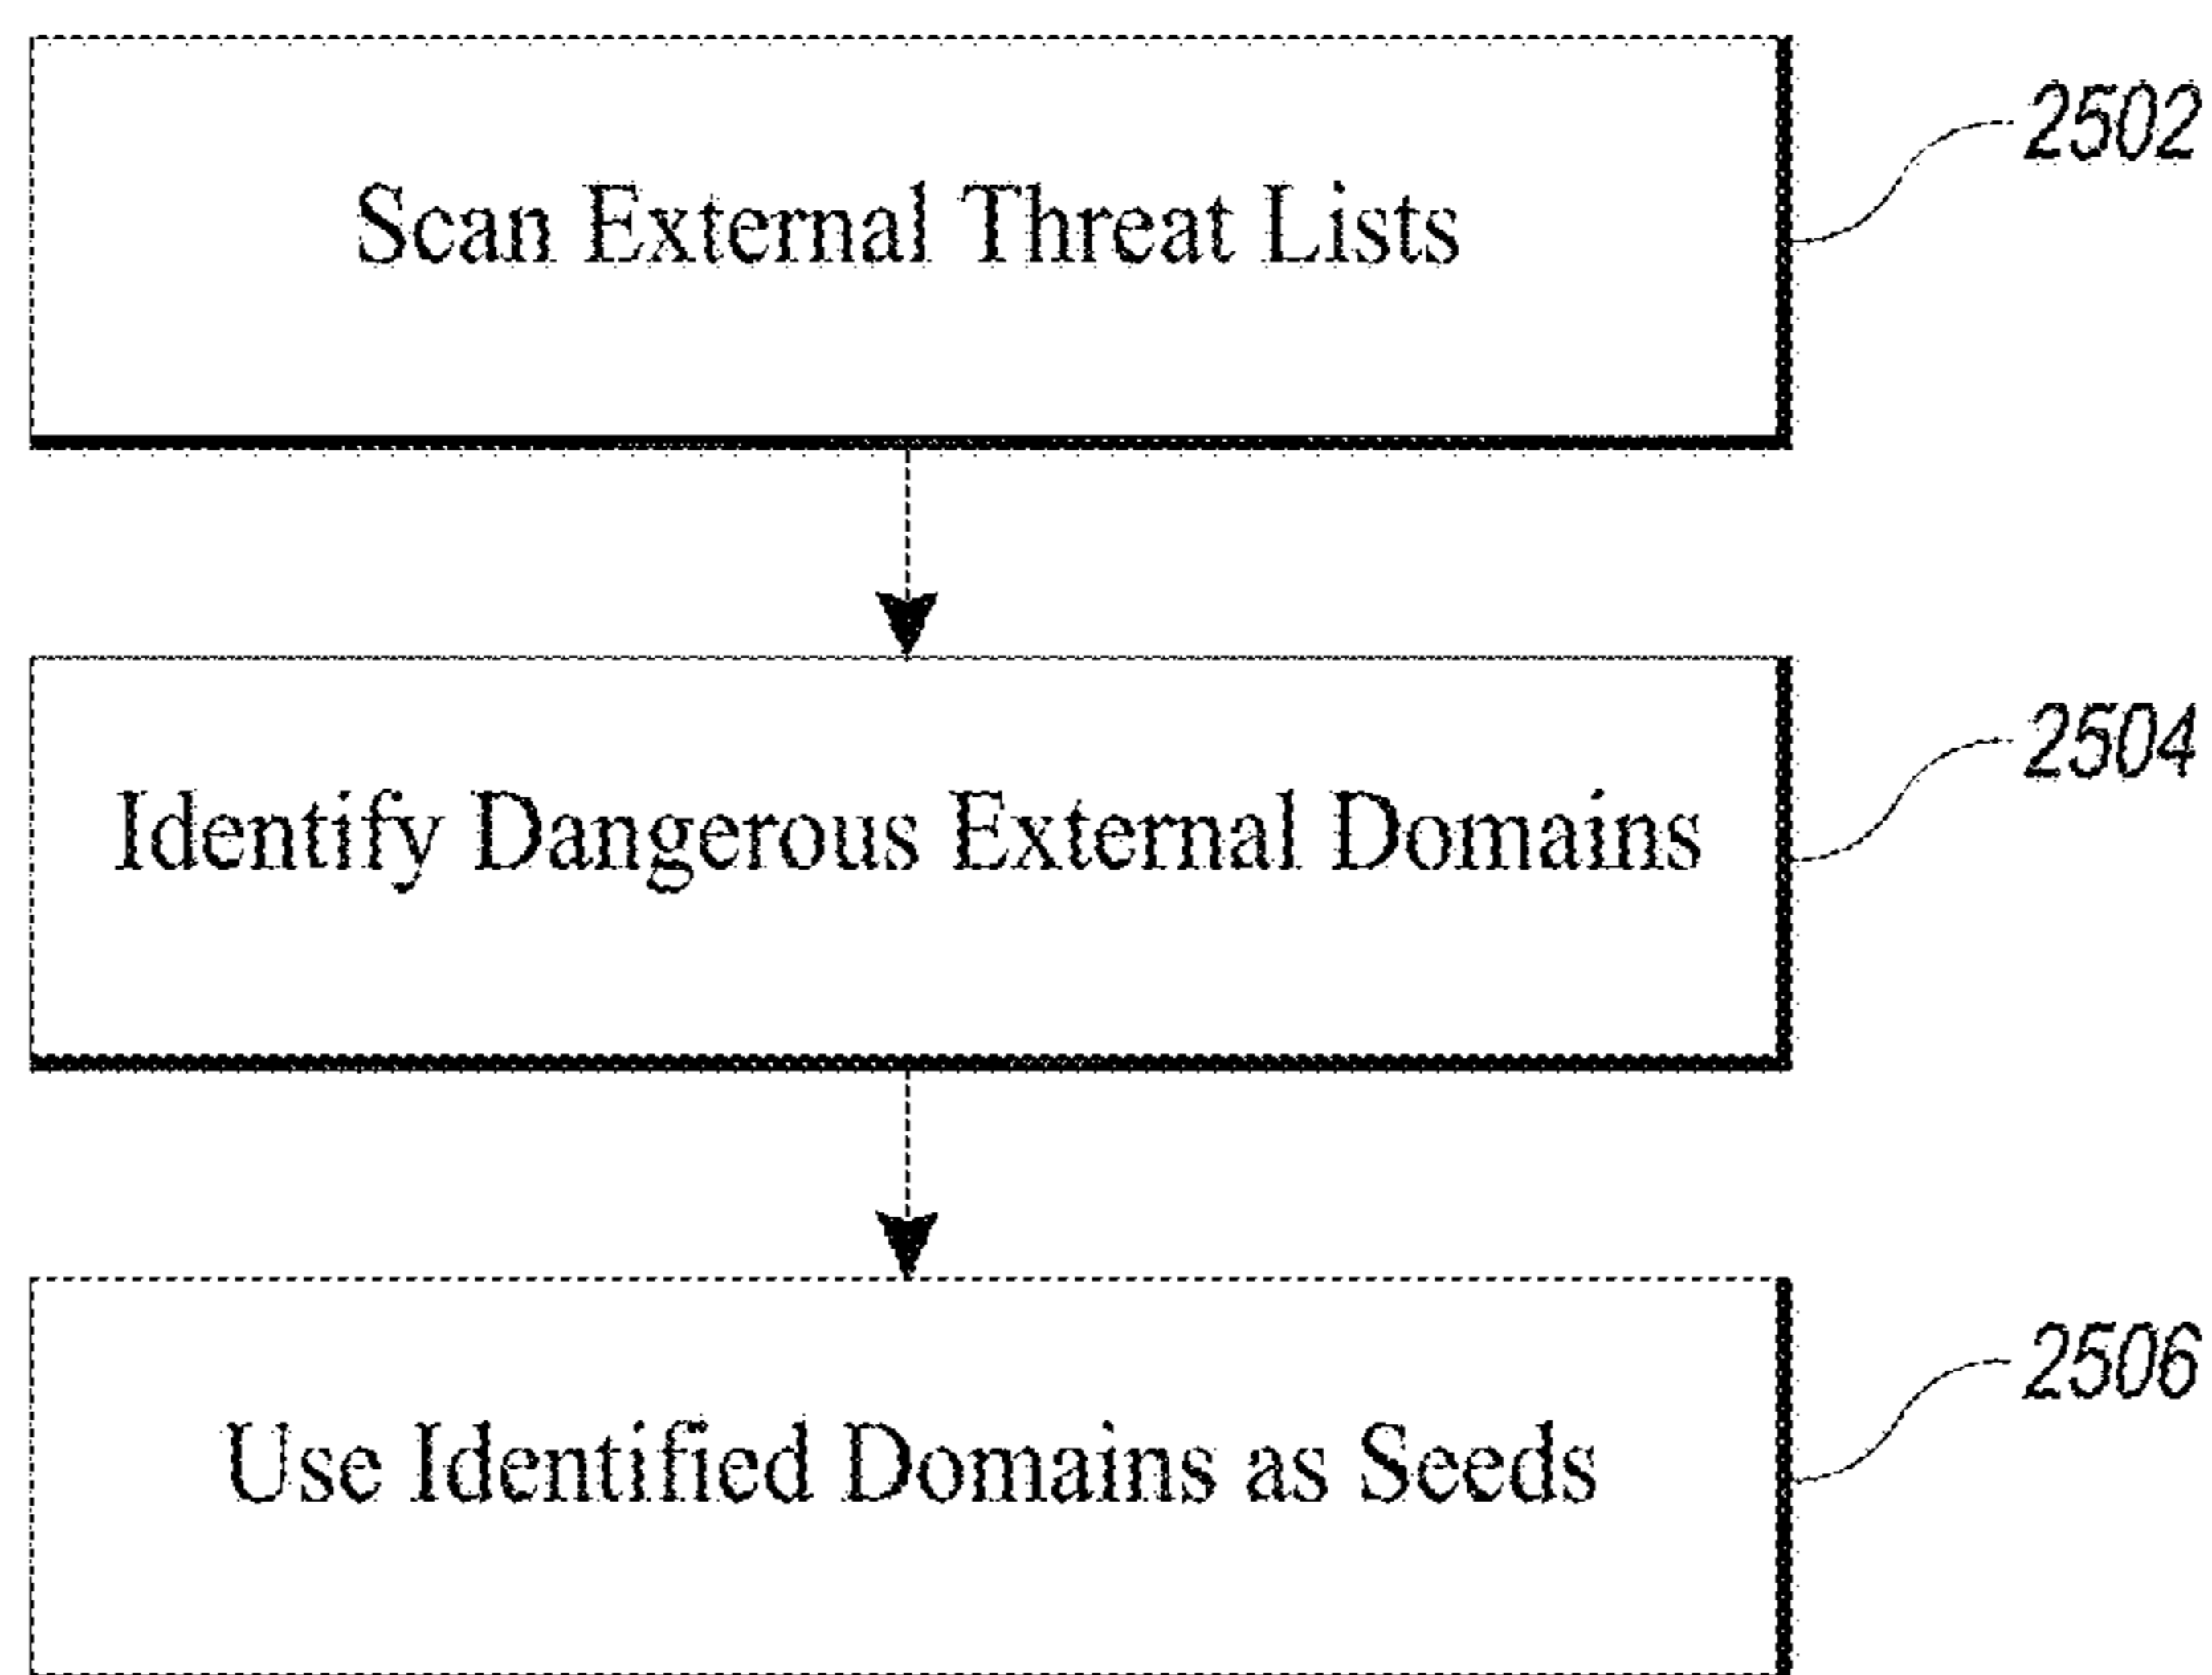 Scan External Threat Lists
2502
Identify Dangerous External Domains
2504
Use Identified Domains as Seeds
2506